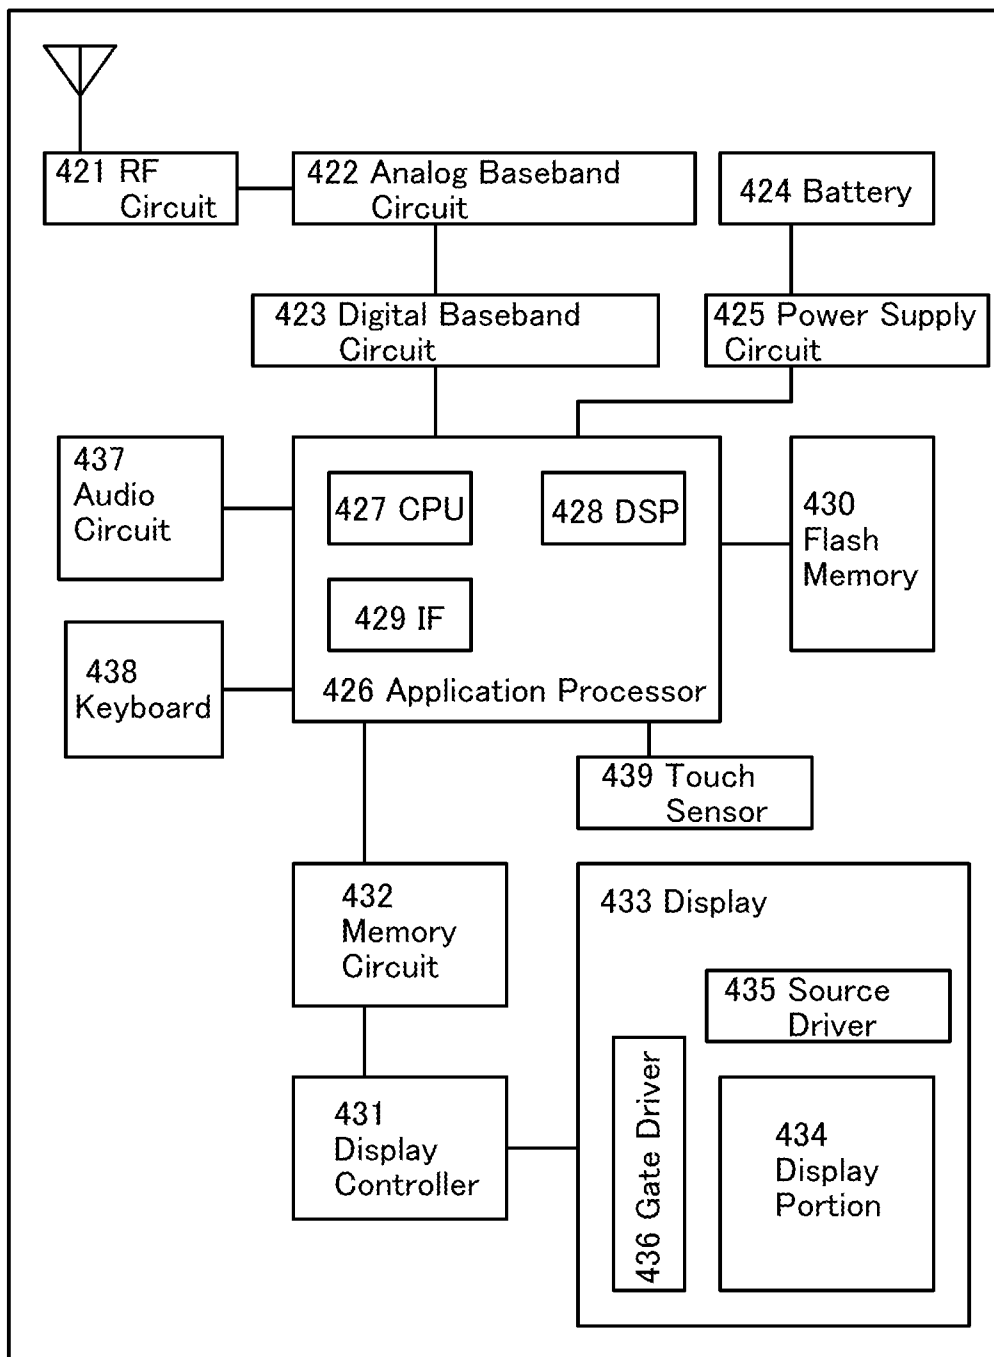 421 RF
Circuit
422 Analog Baseband
Circuit
424 Battery
423 Digital Baseband
Circuit
425 Power Supply
Circuit
437
Audio
Circuit
427 CPU
428 DSP
430
Flash
Memory
429 IF
438
Keyboard
426 Application Processor
439 Touch
Sensor
432
Memory
Circuit
433 Display
435 Source
Driver
431
Display
Controller
436 Gate Driver
434
Display
Portion